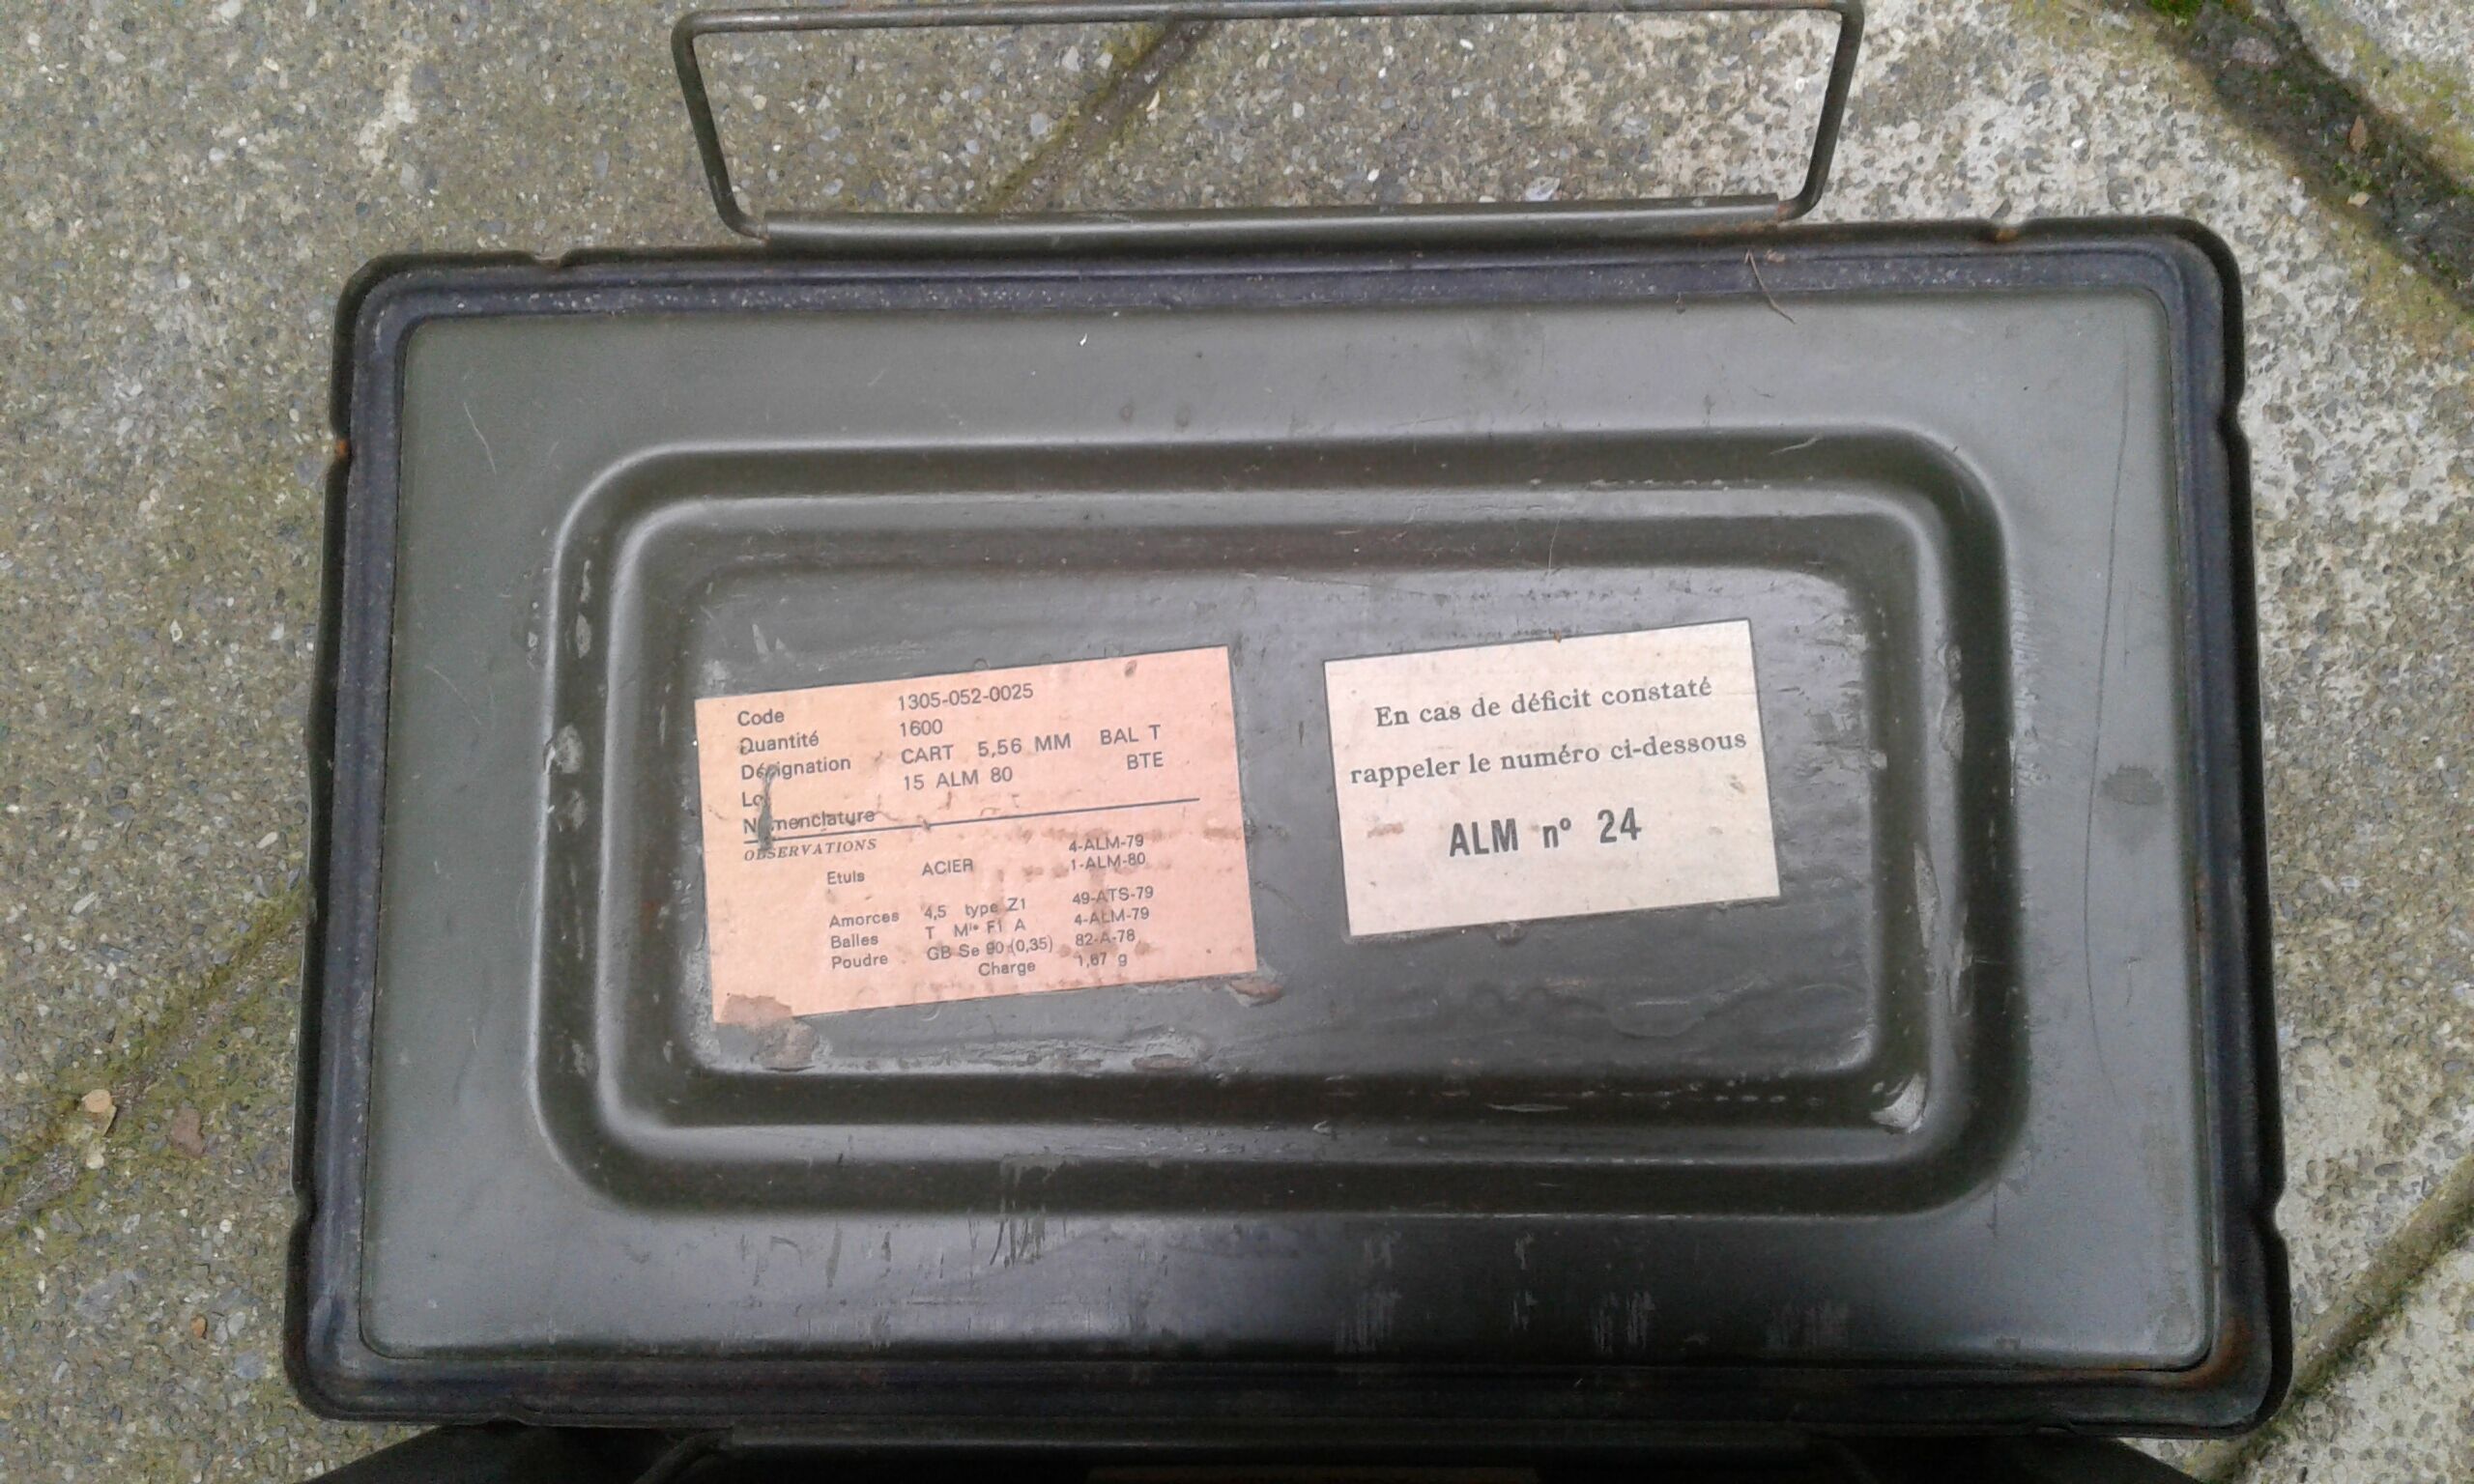 Code 1305-052-0025
Quantité 1600
Désignation CART 5,56 MM BAL T
Lot 15 ALM 80 BTE
Nomenclature
OBSERVATIONS
Etuis ACIER 4-ALM-79
1-ALM-80
Amorces 4,5 type Z1 49-ATS-79
Balles T Mle F1 A 4-ALM-79
Poudre GB Se 90 (0,35) 82-A-78
Charge 1,67 g
En cas de déficit constaté
rappeler le numéro ci-dessous
ALM nº 24